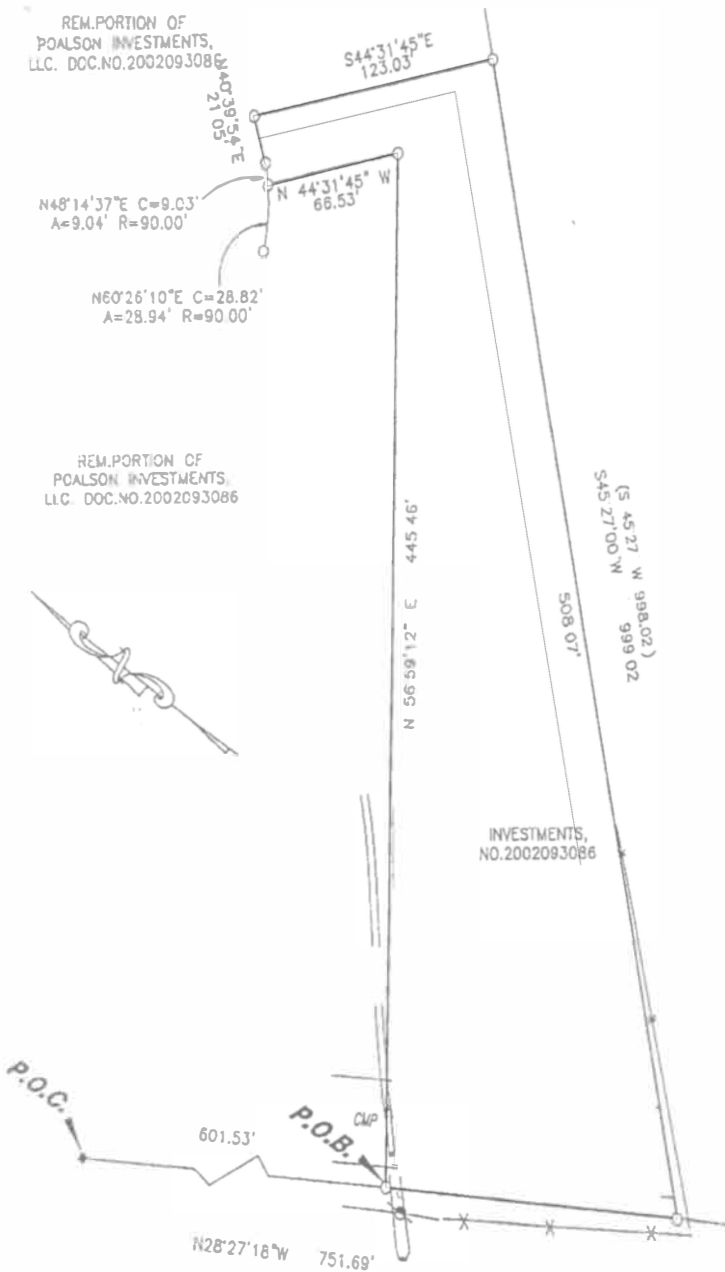 REM.PORTION OF
POALSON INVESTMENTS,
LLC. DOC.NO.2002093086
S44°31'45"E
123.03'
N40°39'54"E
21.05'
N48°14'37"E C=9.03'
A=9.04' R=90.00'
N 44°31'45" W
66.53'
N60°26'10"E C=28.82'
A=28.94' R=90.00'
REM.PORTION OF
POALSON INVESTMENTS,
LLC. DOC.NO.2002093086
N 56°59'12" E 445.46'
(S 45°27' W 998.02')
S45°27'00"W 999.02'
508.07'
INVESTMENTS,
NO.2002093086
P.O.C.
601.53'
P.O.B.
CMP
N28°27'18"W 751.69'